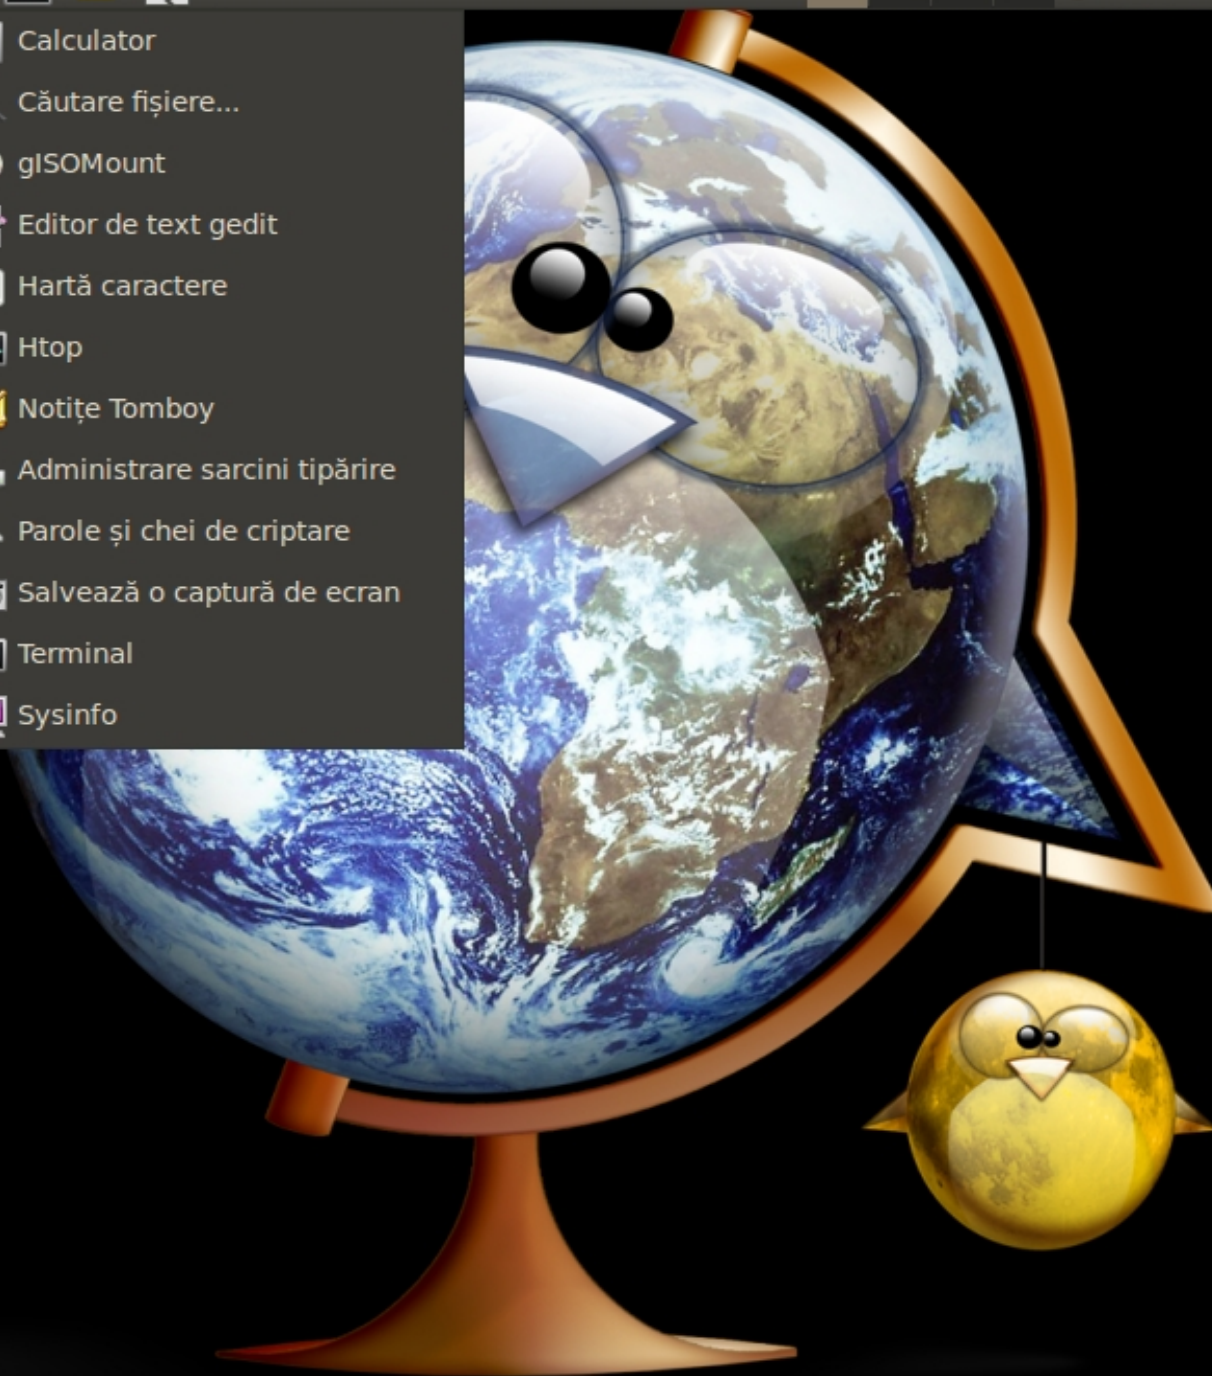 Calculator
Căutare fișiere...
gISOMount
Editor de text gedit
Hartă caractere
Htop
Notițe Tomboy
Administrare sarcini tipărire
Parole și chei de criptare
Salvează o captură de ecran
Terminal
Sysinfo